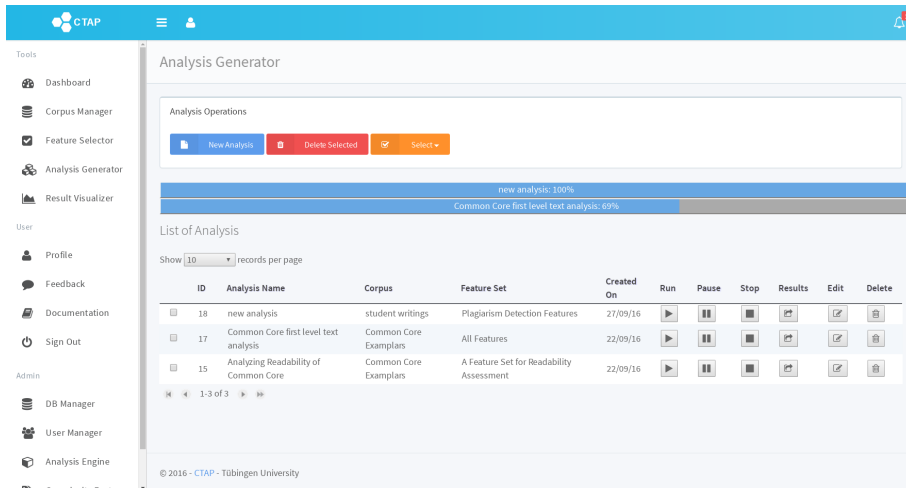 CTAP
Tools
Dashboard
Corpus Manager
Feature Selector
Analysis Generator
Result Visualizer
User
Profile
Feedback
Documentation
Sign Out
Admin
DB Manager
User Manager
Analysis Engine
Analysis Generator
Analysis Operations
New Analysis Delete Selected Select
new analysis: 100%
Common Core first level text analysis: 69%
List of Analysis
Show 10 records per page
ID Analysis Name Corpus Feature Set Created On Run Pause Stop Results Edit Delete
18 new analysis student writings Plagiarism Detection Features 27/09/16
17 Common Core first level text analysis Common Core Examplars All Features 22/09/16
15 Analyzing Readability of Common Core Common Core Examplars A Feature Set for Readability Assessment 22/09/16
1-3 of 3
© 2016 - CTAP - Tübingen University